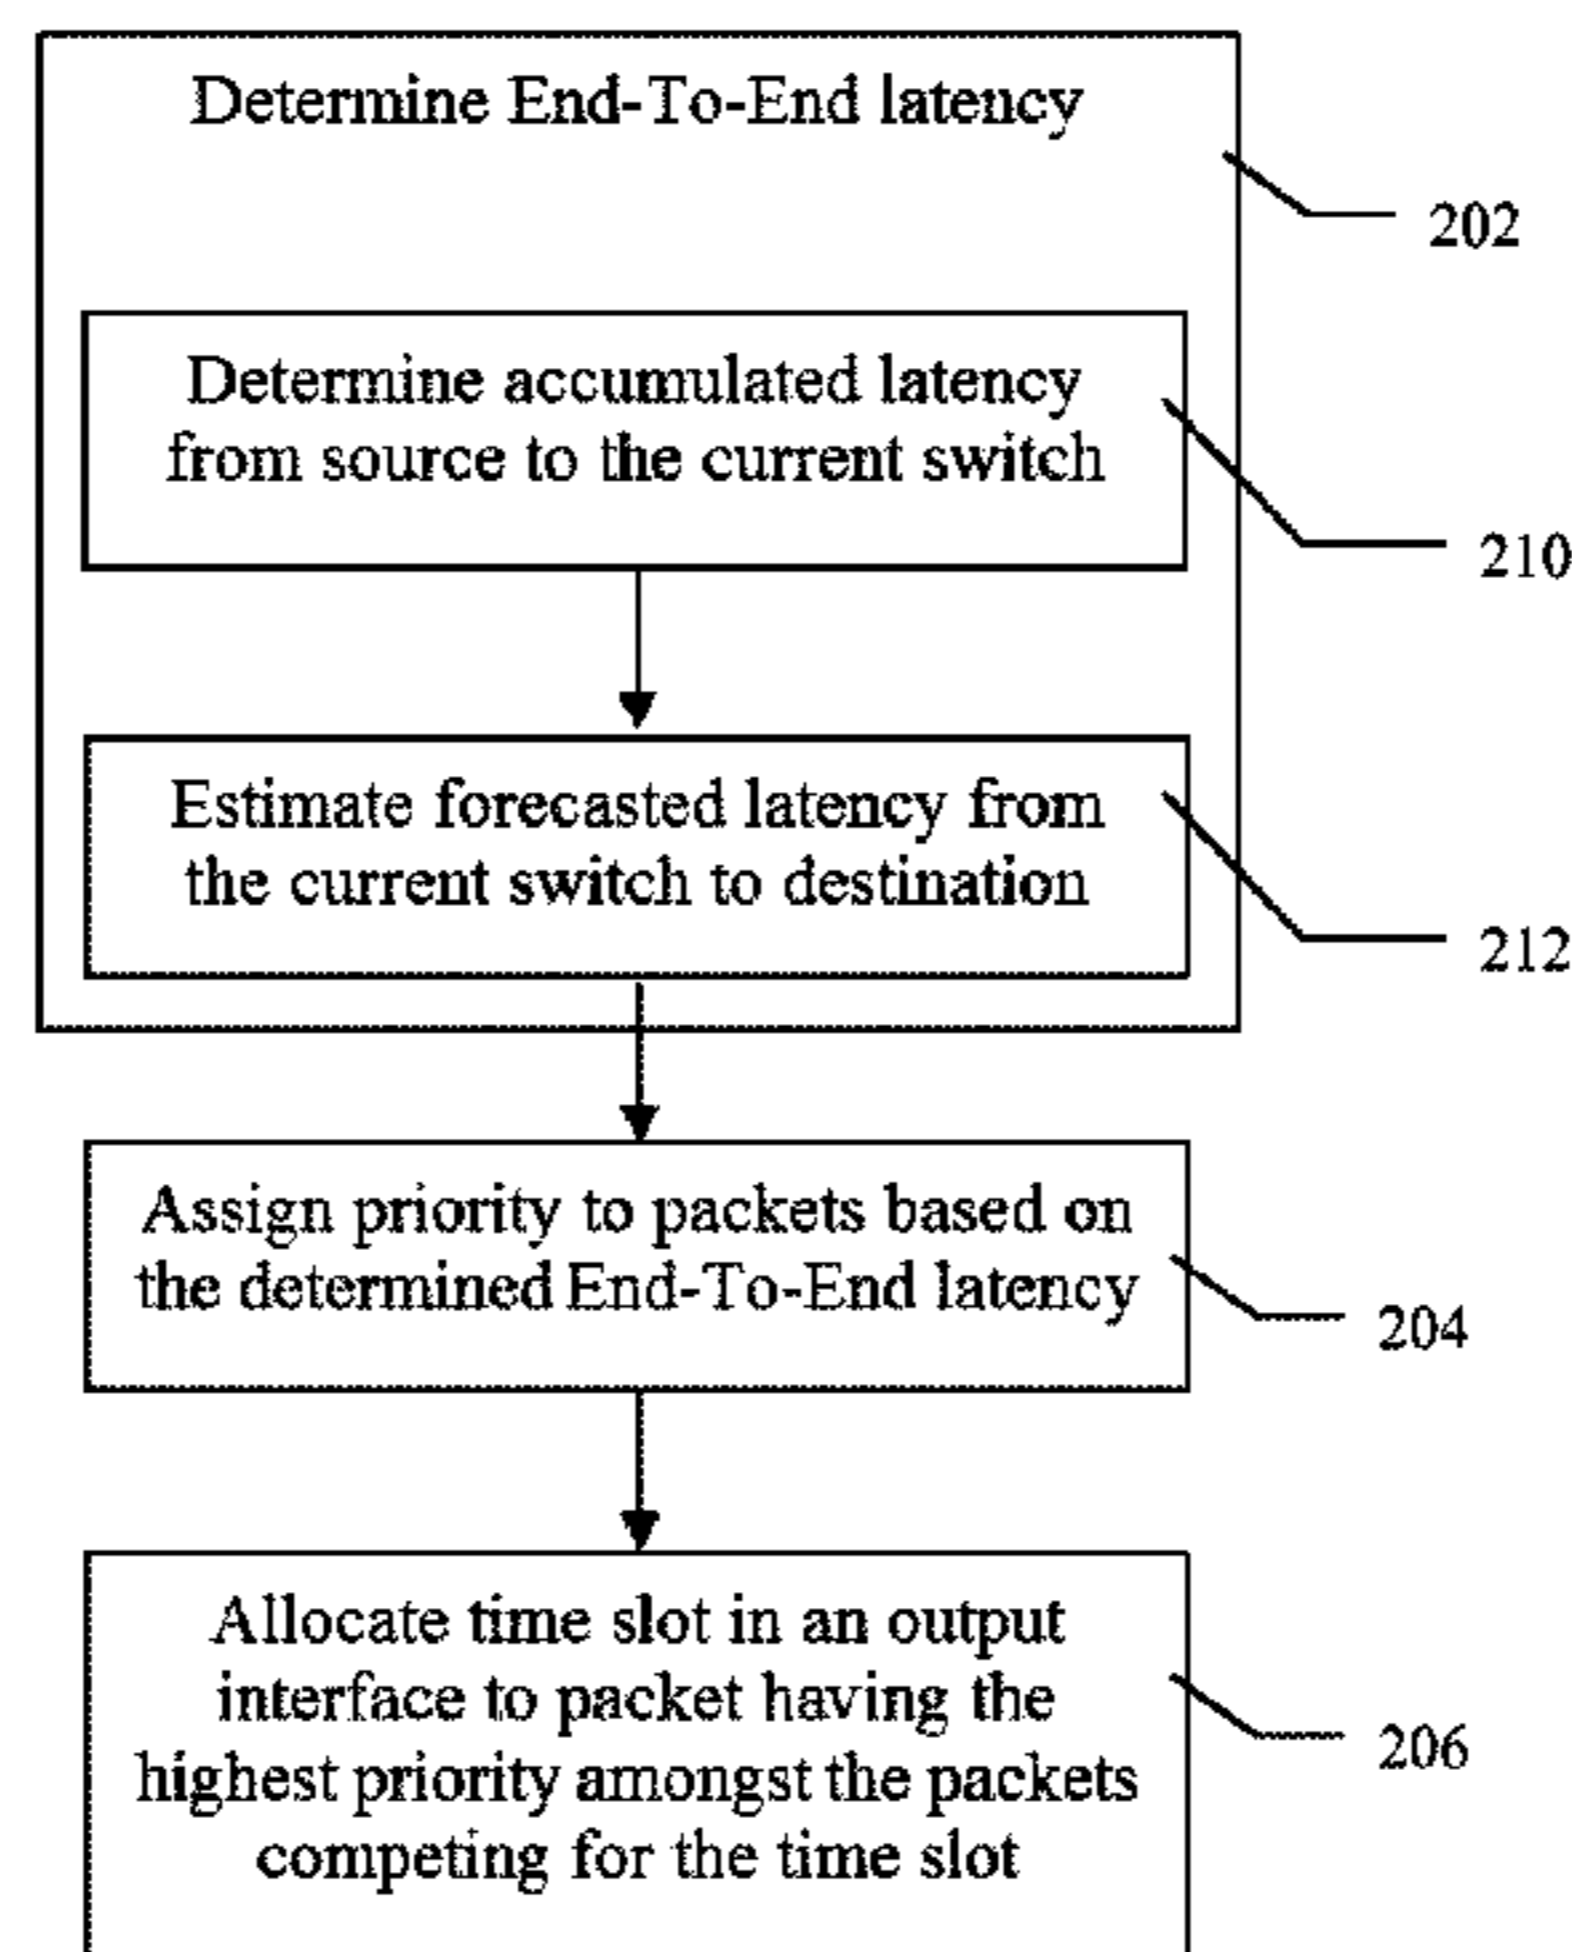 Determine End-To-End latency
202
Determine accumulated latency
from source to the current switch
210
Estimate forecasted latency from
the current switch to destination
212
Assign priority to packets based on
the determined End-To-End latency
204
Allocate time slot in an output
interface to packet having the
highest priority amongst the packets
competing for the time slot
206